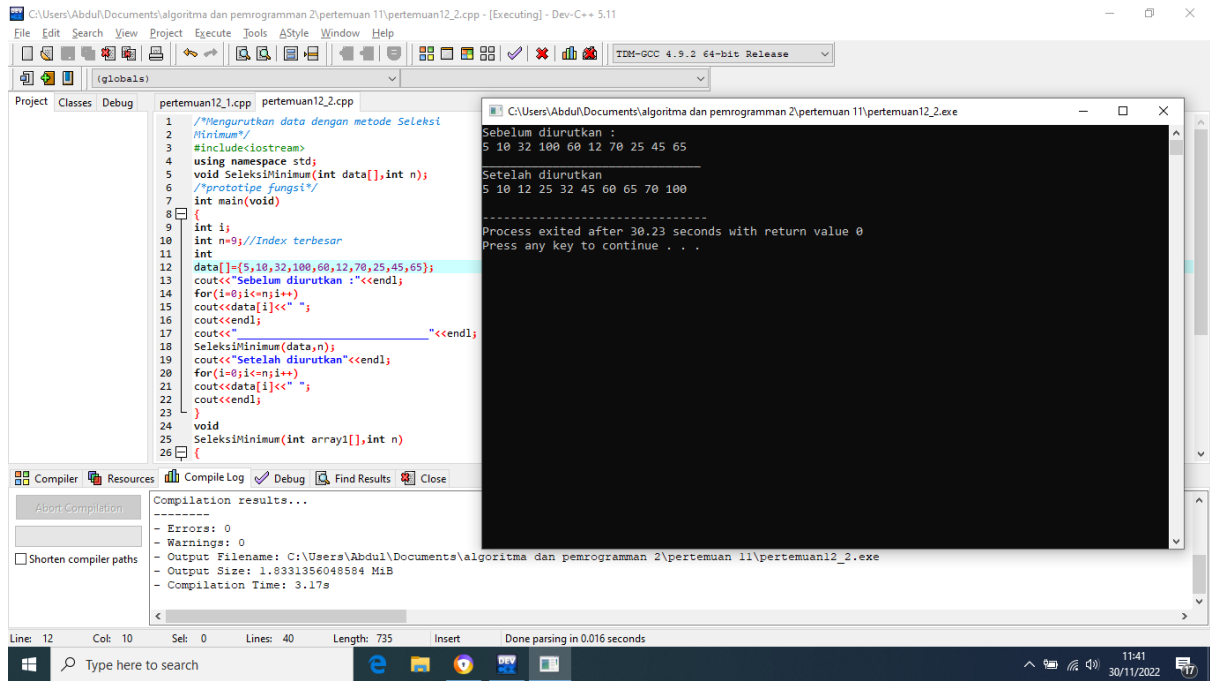 C:\Users\Abdul\Documents\algoritma dan pemrogramman 2\pertemuan 11\pertemuan12_2.cpp - [Executing] - Dev-C++ 5.11
File Edit Search View Project Execute Tools AStyle Window Help
TDM-GCC 4.9.2 64-bit Release
(globals)
Project Classes Debug
pertemuan12_1.cpp pertemuan12_2.cpp
1 /*Mengurutkan data dengan metode Seleksi
2 Minimum*/
3 #include<iostream>
4 using namespace std;
5 void SeleksiMinimum(int data[],int n);
6 /*prototipe fungsi*/
7 int main(void)
8 {
9 int i;
10 int n=9;//Index terbesar
11 int
12 data[]={5,10,32,100,60,12,70,25,45,65};
13 cout<<"Sebelum diurutkan :"<<endl;
14 for(i=0;i<=n;i++)
15 cout<<data[i]<<" ";
16 cout<<endl;
17 cout<<"_____________________________"<<endl;
18 SeleksiMinimum(data,n);
19 cout<<"Setelah diurutkan"<<endl;
20 for(i=0;i<=n;i++)
21 cout<<data[i]<<" ";
22 cout<<endl;
23 }
24 void
25 SeleksiMinimum(int array1[],int n)
26 {
C:\Users\Abdul\Documents\algoritma dan pemrogramman 2\pertemuan 11\pertemuan12_2.exe
Sebelum diurutkan :
5 10 32 100 60 12 70 25 45 65
_____________________________
Setelah diurutkan
5 10 12 25 32 45 60 65 70 100
--------------------------------
Process exited after 30.23 seconds with return value 0
Press any key to continue . . .
Compiler Resources Compile Log Debug Find Results Close
Abort Compilation
Shorten compiler paths
Compilation results...
--------
- Errors: 0
- Warnings: 0
- Output Filename: C:\Users\Abdul\Documents\algoritma dan pemrogramman 2\pertemuan 11\pertemuan12_2.exe
- Output Size: 1.8331356048584 MiB
- Compilation Time: 3.17s
Line: 12 Col: 10 Sel: 0 Lines: 40 Length: 735 Insert Done parsing in 0.016 seconds
Type here to search
DEV
11:41
30/11/2022
17